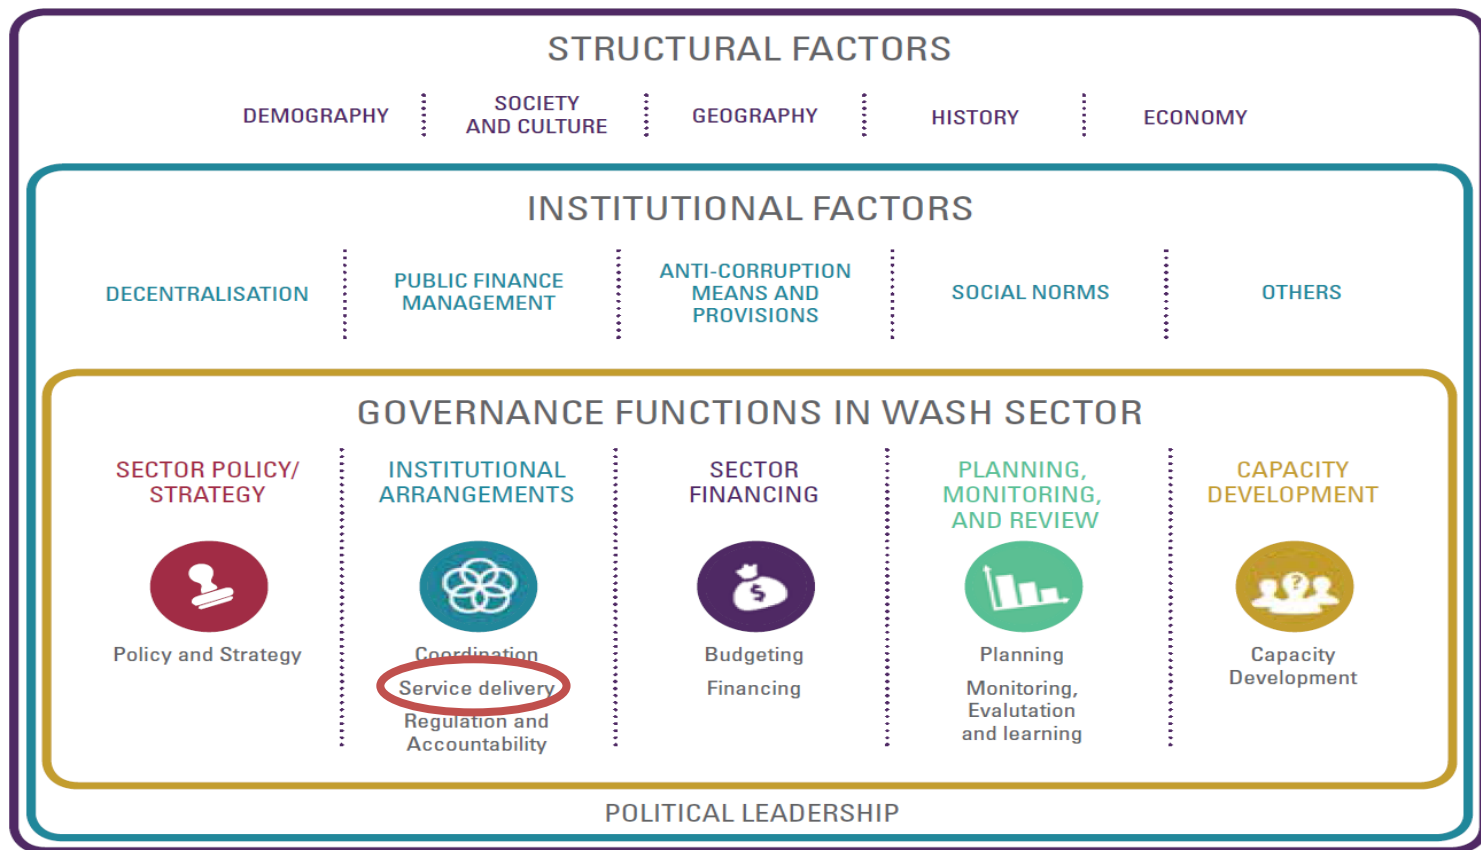 STRUCTURAL FACTORS
DEMOGRAPHY
SOCIETY
AND CULTURE
GEOGRAPHY
HISTORY
ECONOMY
INSTITUTIONAL FACTORS
DECENTRALISATION
PUBLIC FINANCE
MANAGEMENT
ANTI-CORRUPTION
MEANS AND
PROVISIONS
SOCIAL NORMS
OTHERS
GOVERNANCE FUNCTIONS IN WASH SECTOR
SECTOR POLICY/
STRATEGY
Policy and Strategy
INSTITUTIONAL
ARRANGEMENTS
Coordination
Service delivery
Regulation and
Accountability
SECTOR
FINANCING
$
Budgeting
Financing
PLANNING,
MONITORING,
AND REVIEW
Planning
Monitoring,
Evalutation
and learning
CAPACITY
DEVELOPMENT
?
Capacity
Development
POLITICAL LEADERSHIP